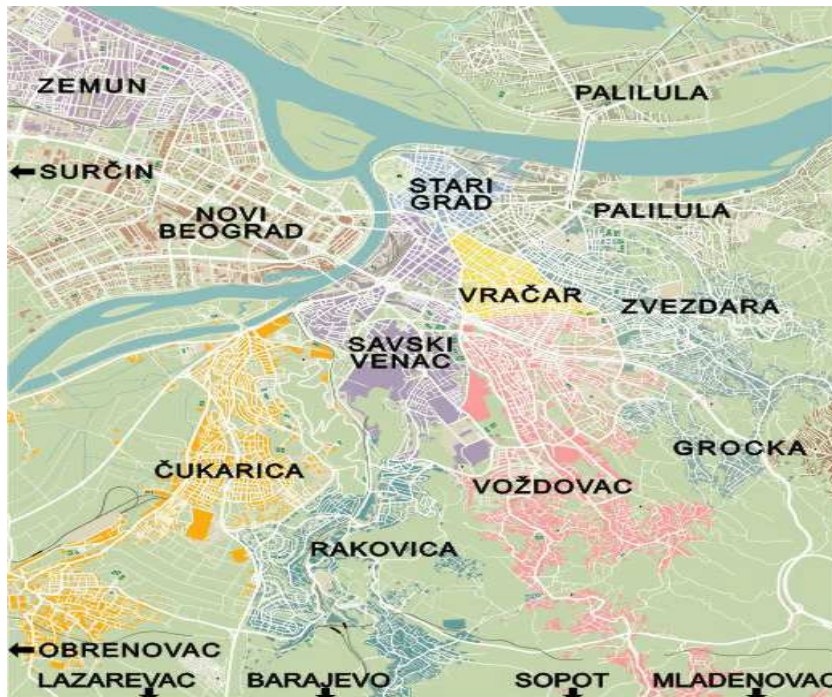 ZEMUN
PALILULA
SURČIN
STARI
GRAD
NOVI
BEOGRAD
PALILULA
VRAČAR
ZVEZDARA
SAVSKI
VENAC
ČUKARICA
GROCKA
VOŽDOVAC
RAKOVICA
OBRENOVAC
LAZAREVAC
BARAJEVO
SOPOT
MLADENOVAC